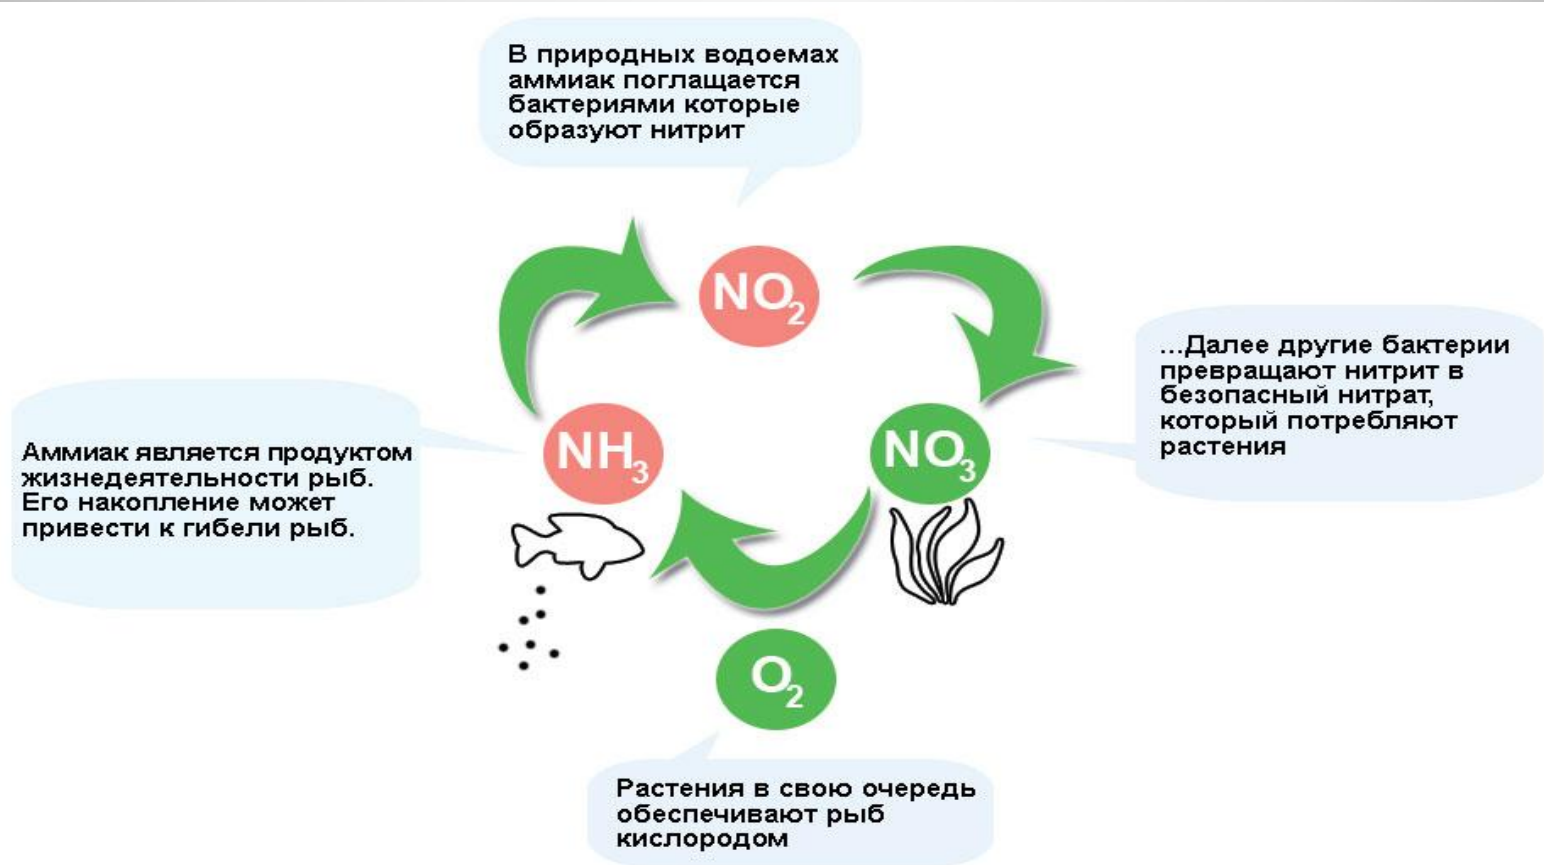 В природных водоемах
аммиак поглащается
бактериями которые
образуют нитрит
NO2
...Далее другие бактерии
превращают нитрит в
безопасный нитрат,
который потребляют
растения
Аммиак является продуктом
жизнедеятельности рыб.
Его накопление может
привести к гибели рыб.
NH3
NO3
O2
Растения в свою очередь
обеспечивают рыб
кислородом